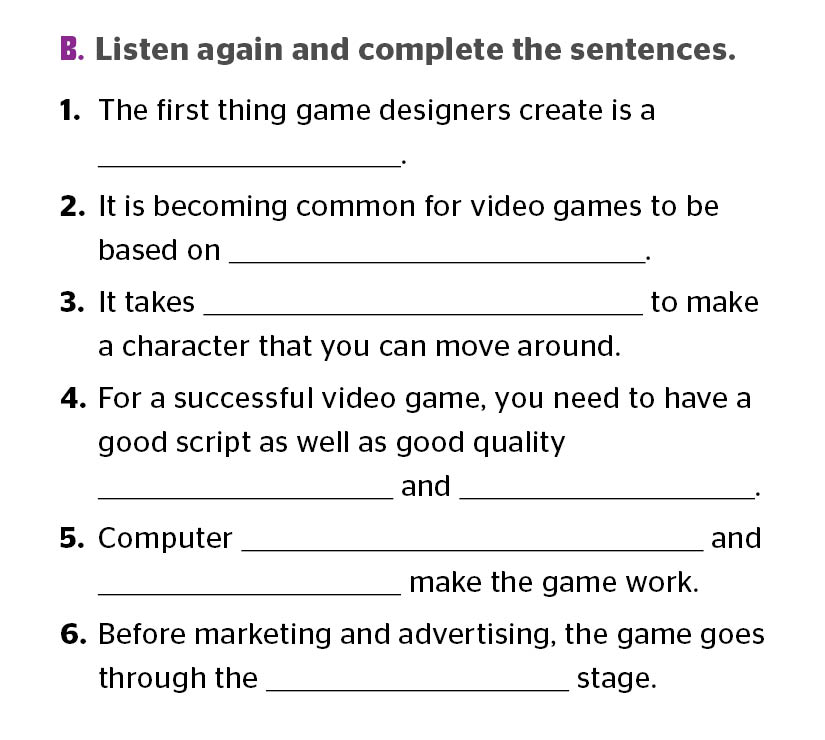 B. Listen again and complete the sentences.
1. The first thing game designers create is a
____________________.
2. It is becoming common for video games to be
based on ____________________________.
3. It takes _____________________________ to make
a character that you can move around.
4. For a successful video game, you need to have a
good script as well as good quality
____________________ and ____________________.
5. Computer _______________________________ and
____________________ make the game work.
6. Before marketing and advertising, the game goes
through the ____________________ stage.